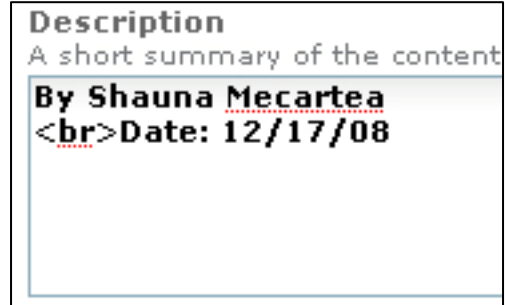 Description
A short summary of the content
By Shauna Mecartea
<br>Date: 12/17/08